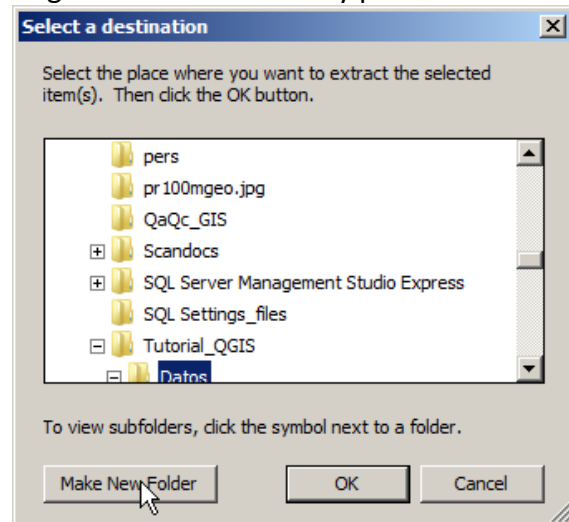 Select a destination
Select the place where you want to extract the selected
item(s). Then click the OK button.
pers
pr100mgeo.jpg
QaQc_GIS
Scandocs
SQL Server Management Studio Express
SQL Settings_files
Tutorial_QGIS
Datos
To view subfolders, click the symbol next to a folder.
Make New Folder OK Cancel